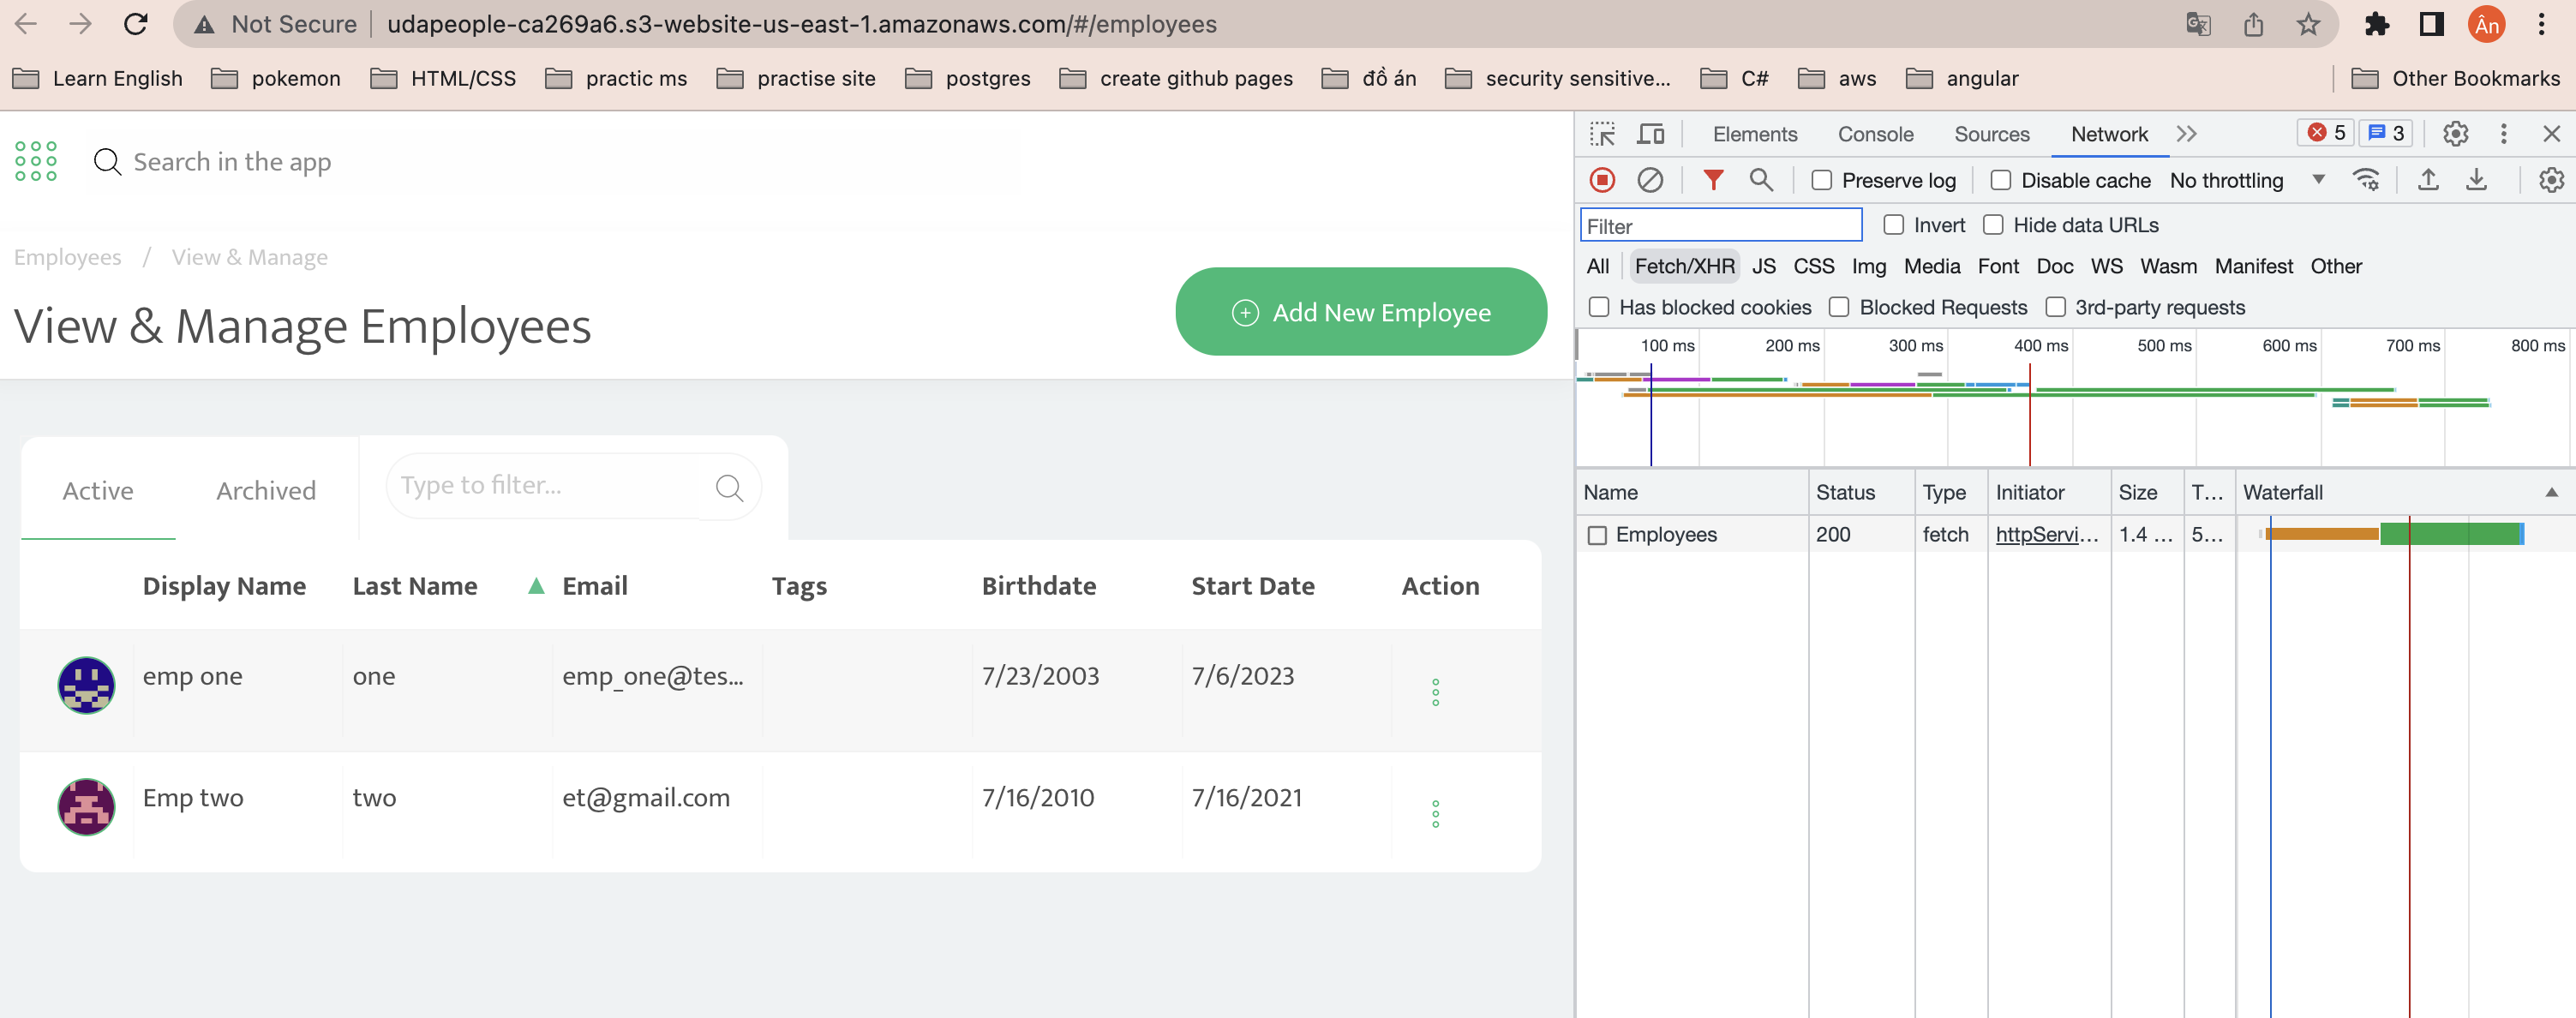 Not Secure udapeople-ca269a6.s3-website-us-east-1.amazonaws.com/#/employees Ân
Learn English pokemon HTML/CSS practic ms practise site postgres create github pages đồ án security sensitive... C# aws angular Other Bookmarks
Search in the app
Employees / View & Manage
View & Manage Employees
Add New Employee
Active Archived Type to filter...
Display Name Last Name Email Tags Birthdate Start Date Action
emp one one emp_one@tes... 7/23/2003 7/6/2023
Emp two two et@gmail.com 7/16/2010 7/16/2021
Elements Console Sources Network 5 3
Preserve log Disable cache No throttling
Filter Invert Hide data URLs
All Fetch/XHR JS CSS Img Media Font Doc WS Wasm Manifest Other
Has blocked cookies Blocked Requests 3rd-party requests
100 ms 200 ms 300 ms 400 ms 500 ms 600 ms 700 ms 800 ms
Name Status Type Initiator Size T... Waterfall
Employees 200 fetch httpServi... 1.4 ... 5...